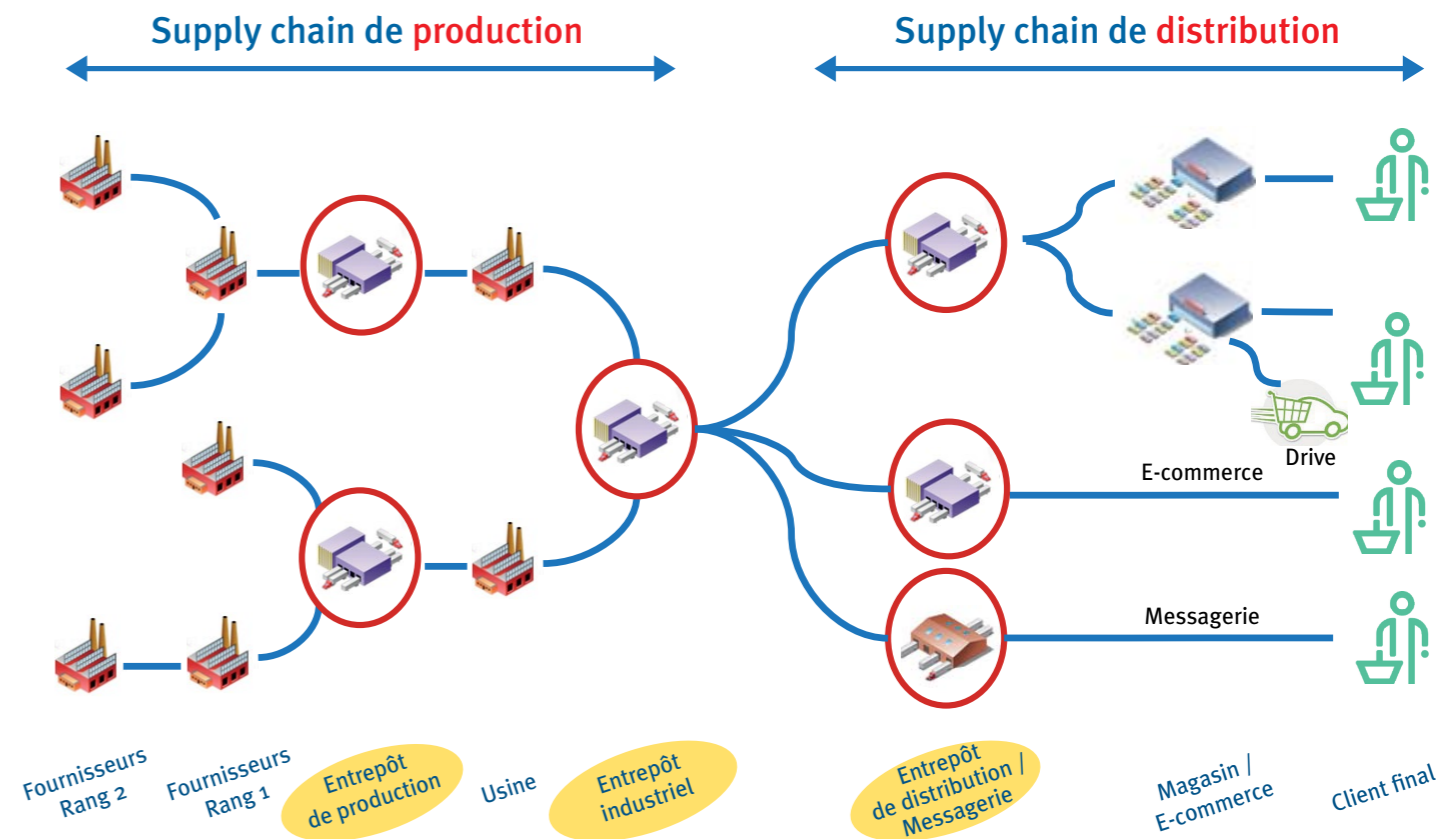 Supply chain de production
Supply chain de distribution
Drive
E-commerce
Messagerie
Fournisseurs
Rang 2
Fournisseurs
Rang 1
Entrepôt
de production
Usine
Entrepôt
industriel
Entrepôt
de distribution /
Messagerie
Magasin /
E-commerce
Client final